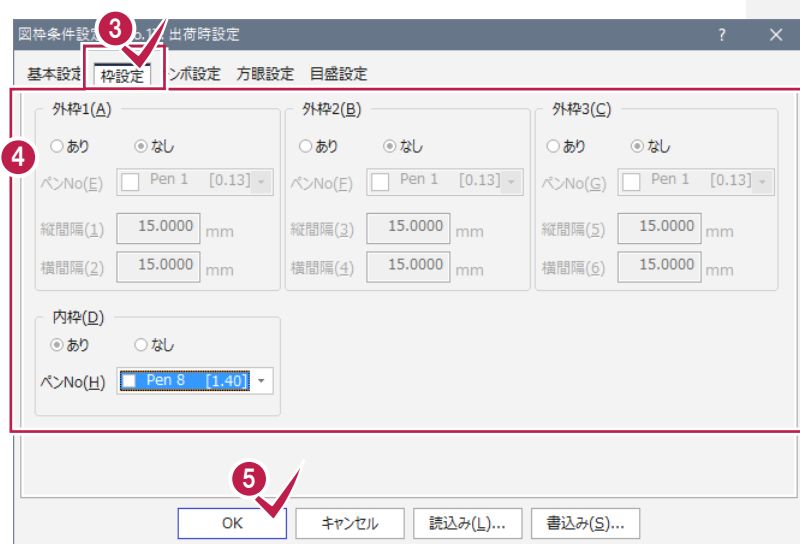 3
図枠条件設 o.1 出荷時設定 ? ×
基本設定 枠設定 ンボ設定 方眼設定 目盛設定
4
外枠1(A) 外枠2(B) 外枠3(C)
あり なし あり なし あり なし
ペンNo(E) Pen 1 [0.13] ペンNo(F) Pen 1 [0.13] ペンNo(G) Pen 1 [0.13]
縦間隔(1) 15.0000 mm 縦間隔(3) 15.0000 mm 縦間隔(5) 15.0000 mm
横間隔(2) 15.0000 mm 横間隔(4) 15.0000 mm 横間隔(6) 15.0000 mm
内枠(D)
あり なし
ペンNo(H) Pen 8 [1.40]
5
OK キャンセル 読込み(L)... 書込み(S)...